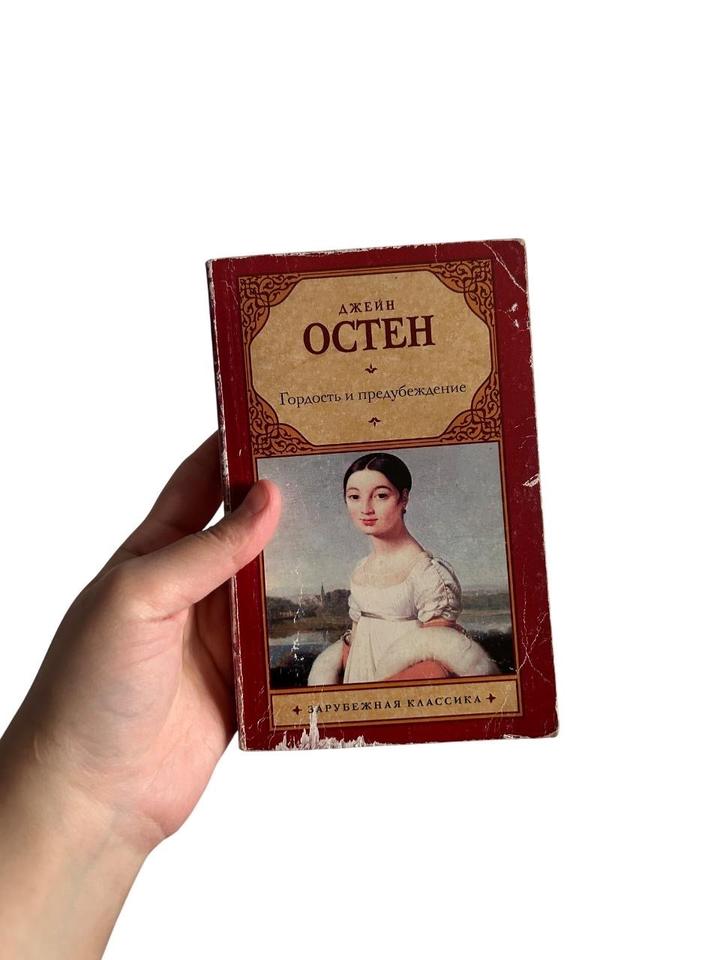 ДЖЕЙН
ОСТЕН
Гордость и предубеждение
ЗАРУБЕЖНАЯ КЛАССИКА